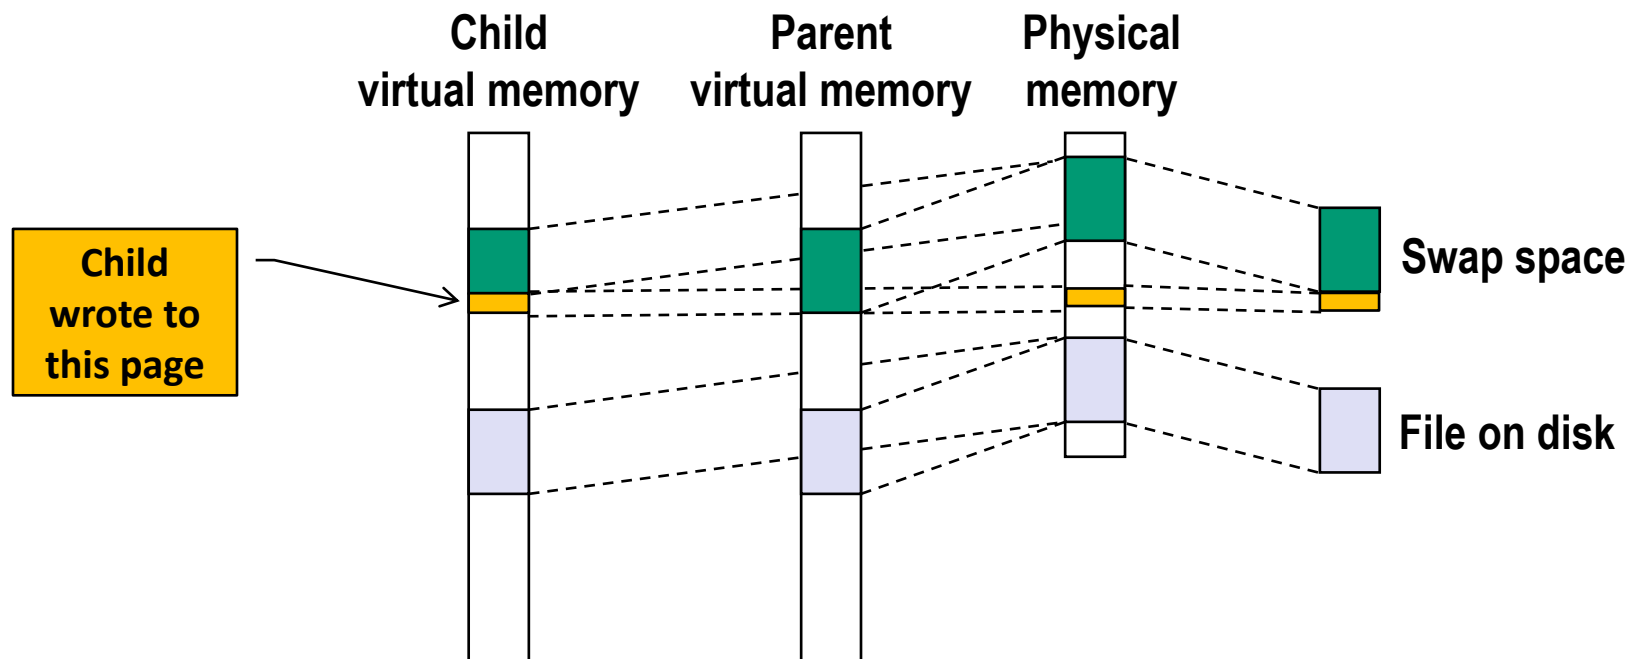 Child
virtual memory
Parent
virtual memory
Physical
memory
Child
wrote to
this page
Swap space
File on disk